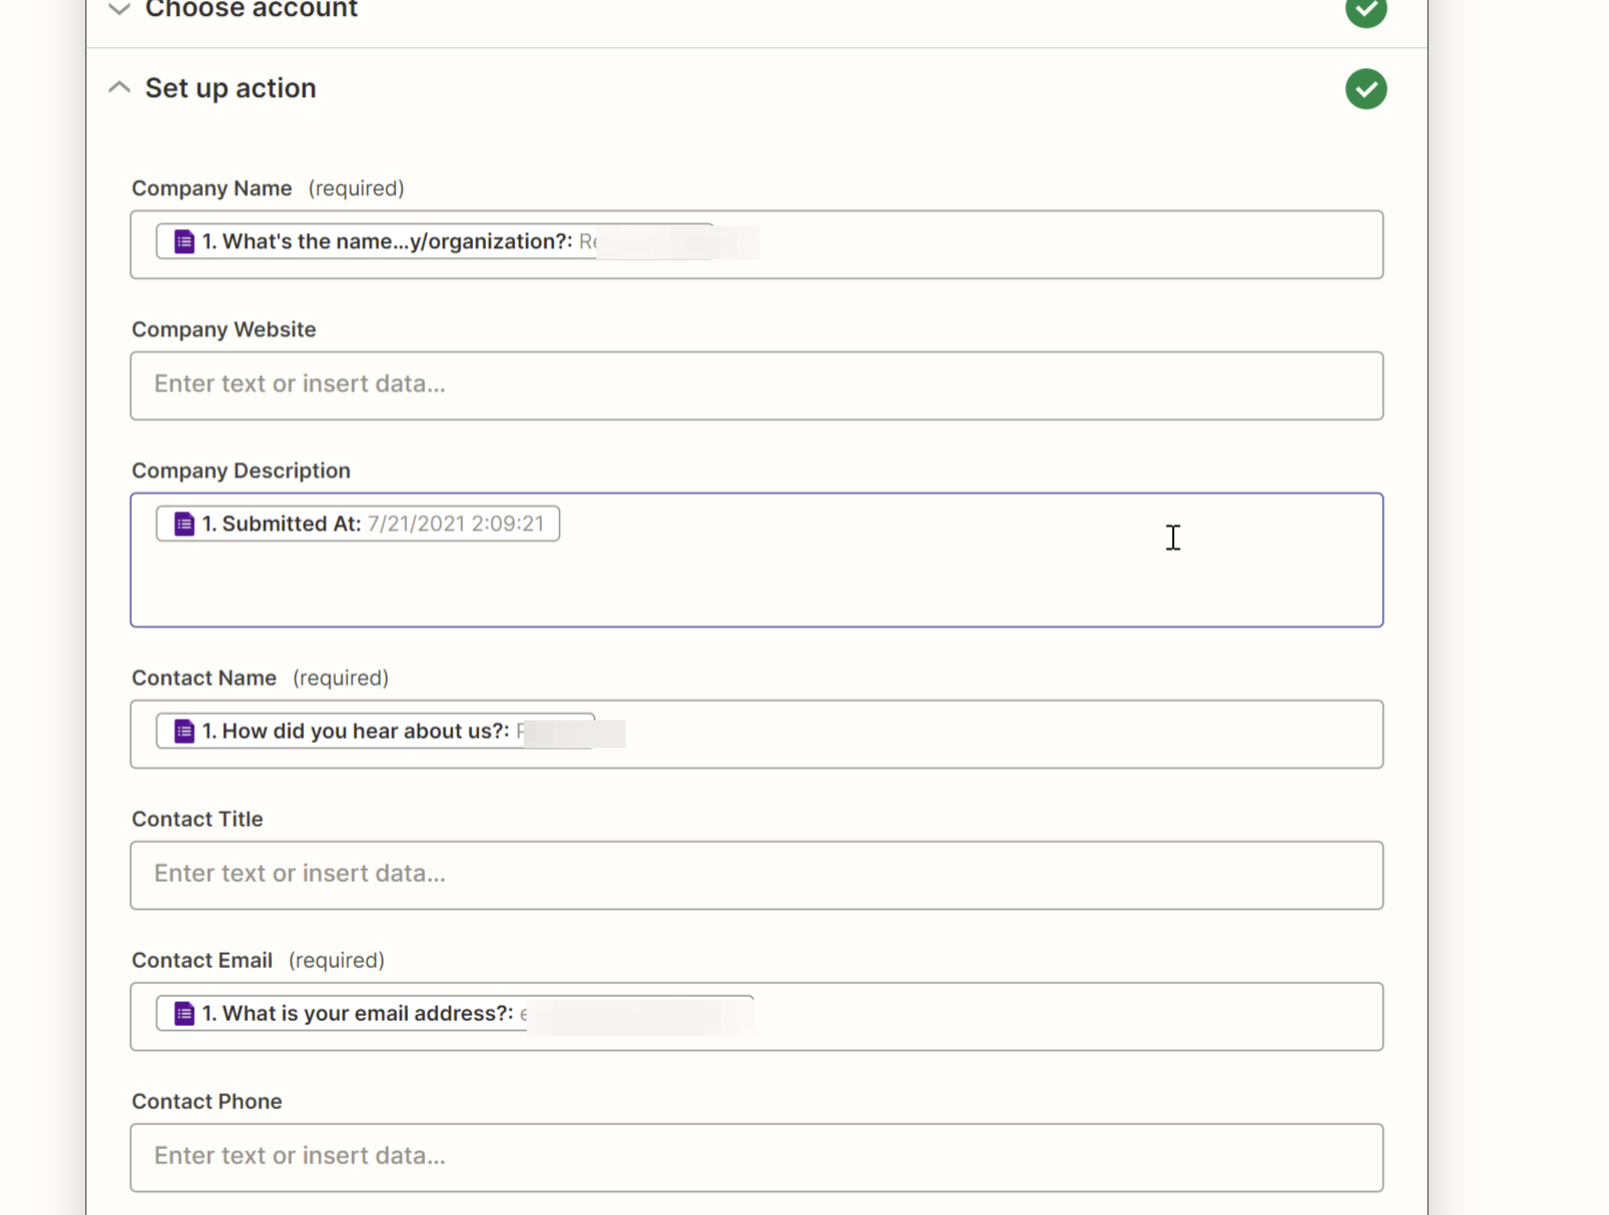 Choose account
Set up action
Company Name (required)
1. What's the name...y/organization?: Re
Company Website
Enter text or insert data...
Company Description
1. Submitted At: 7/21/2021 2:09:21
Contact Name (required)
1. How did you hear about us?:
Contact Title
Enter text or insert data...
Contact Email (required)
1. What is your email address?: e
Contact Phone
Enter text or insert data...